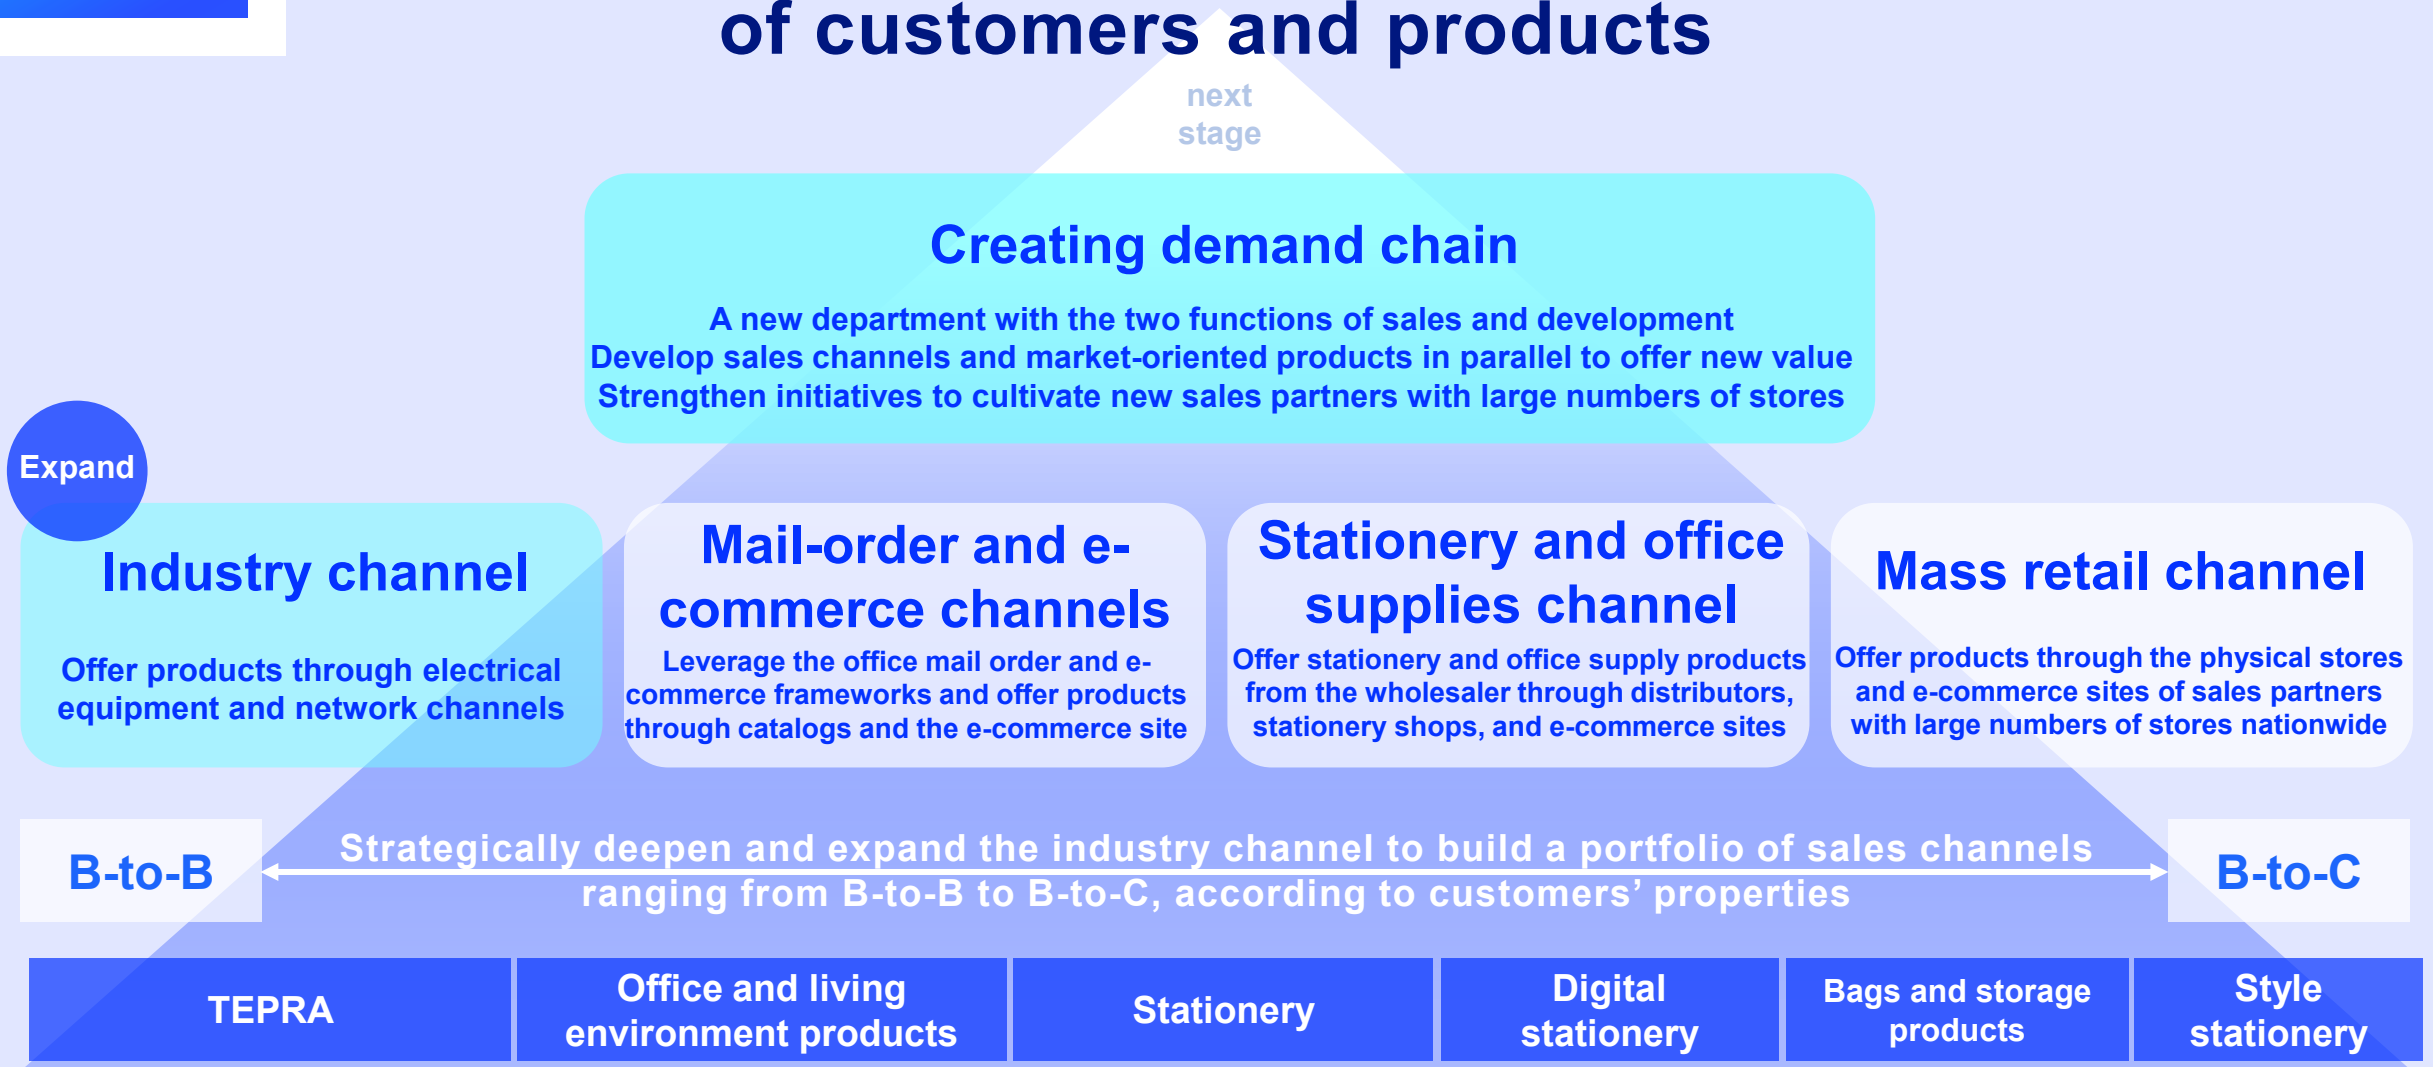 of customers and products
next
stage
Creating demand chain
A new department with the two functions of sales and development
Develop sales channels and market-oriented products in parallel to offer new value
Strengthen initiatives to cultivate new sales partners with large numbers of stores
Expand
Industry channel
Offer products through electrical
equipment and network channels
Mail-order and e-
commerce channels
Leverage the office mail order and e-
commerce frameworks and offer products
through catalogs and the e-commerce site
Stationery and office
supplies channel
Offer stationery and office supply products
from the wholesaler through distributors,
stationery shops, and e-commerce sites
Mass retail channel
Offer products through the physical stores
and e-commerce sites of sales partners
with large numbers of stores nationwide
B-to-B
Strategically deepen and expand the industry channel to build a portfolio of sales channels
ranging from B-to-B to B-to-C, according to customers’ properties
B-to-C
TEPRA
Office and living
environment products
Stationery
Digital
stationery
Bags and storage
products
Style
stationery